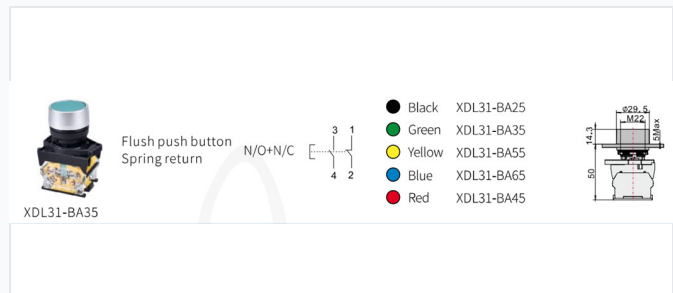 XDL31-BA35
Flush push button
Spring return
N/O+N/C
3 1
4 2
Black XDL31-BA25
Green XDL31-BA35
Yellow XDL31-BA55
Blue XDL31-BA65
Red XDL31-BA45
⌀29.5
M22
14.3
5Max
50